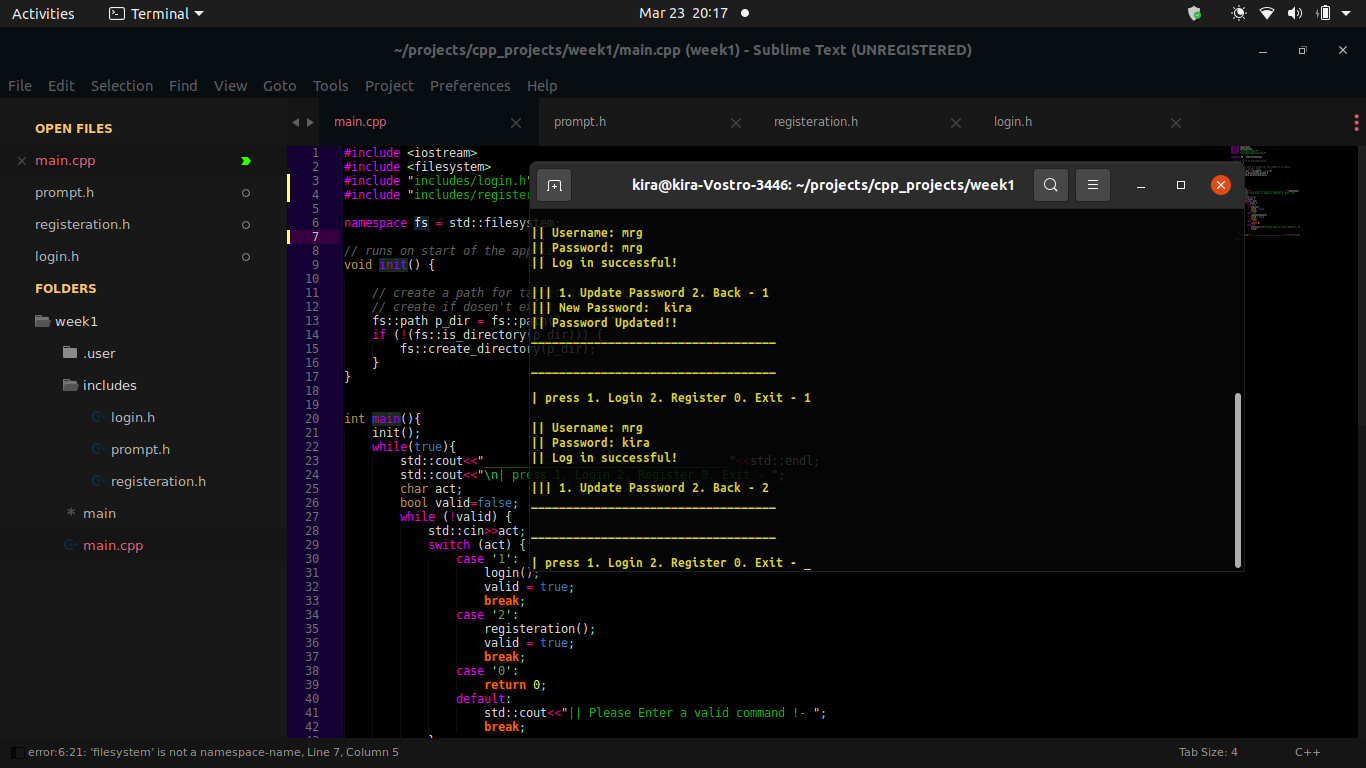 Activities Terminal Mar 23 20:17
~/projects/cpp_projects/week1/main.cpp (week1) - Sublime Text (UNREGISTERED)
File Edit Selection Find View Goto Tools Project Preferences Help
OPEN FILES
main.cpp
prompt.h
registeration.h
login.h
FOLDERS
week1
.user
includes
login.h
prompt.h
registeration.h
main
main.cpp
main.cpp prompt.h registeration.h login.h
1 #include <iostream>
2 #include <filesystem>
3 #include "includes/login.h"
4 #include "includes/register
5
6 namespace fs = std::filesystem;
7
8 // runs on start of the app
9 void init() {
10
11 // create a path for
12 // create if dosen't
13 fs::path p_dir = fs::
14 if (!(fs::is_directory(p_dir))) {
15 fs::create_directory(p_dir);
16 }
17 }
18
19
20 int main(){
21 init();
22 while(true){
23 std::cout<<"___________________________________"<<std::endl;
24 std::cout<<"\n| press 1. Login 2. Register 0. Exit - ";
25 char act;
26 bool valid=false;
27 while (!valid) {
28 std::cin>>act;
29 switch (act) {
30 case '1':
31 login();
32 valid = true;
33 break;
34 case '2':
35 registeration();
36 valid = true;
37 break;
38 case '0':
39 return 0;
40 default:
41 std::cout<<"|| Please Enter a valid command !- ";
42 break;
kira@kira-Vostro-3446: ~/projects/cpp_projects/week1
|| Username: mrg
|| Password: mrg
|| Log in successful!
||| 1. Update Password 2. Back - 1
||| New Password:  kira
|| Password Updated!!
___________________________________
___________________________________
| press 1. Login 2. Register 0. Exit - 1
|| Username: mrg
|| Password: kira
|| Log in successful!
||| 1. Update Password 2. Back - 2
___________________________________
___________________________________
| press 1. Login 2. Register 0. Exit - _
error:6:21: ‘filesystem’ is not a namespace-name, Line 7, Column 5 Tab Size: 4 C++